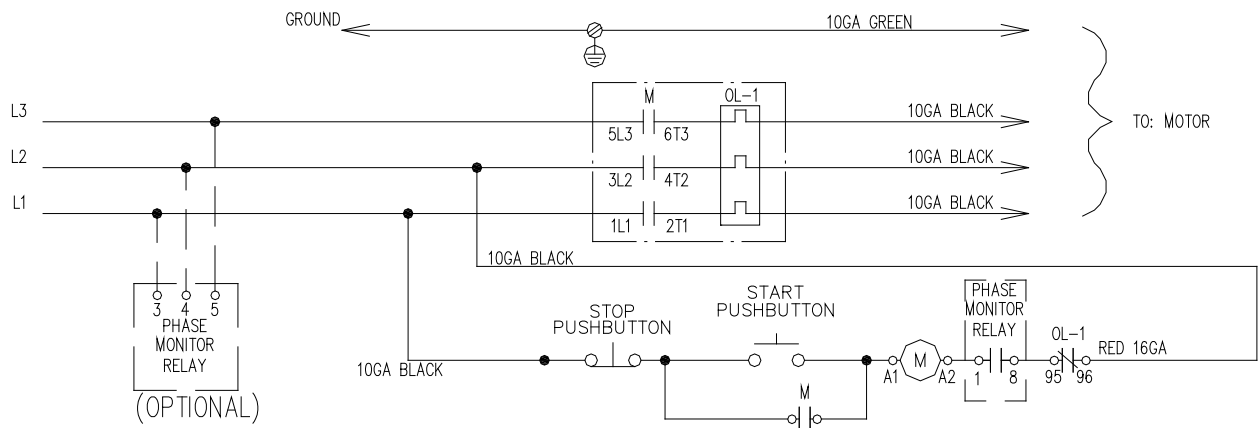 GROUND
10GA GREEN
L3
M
OL-1
10GA BLACK
5L3
6T3
TO: MOTOR
L2
10GA BLACK
3L2
4T2
L1
10GA BLACK
1L1
2T1
10GA BLACK
3
4
5
PHASE
MONITOR
RELAY
(OPTIONAL)
10GA BLACK
STOP
PUSHBUTTON
START
PUSHBUTTON
M
A1
M
A2
PHASE
MONITOR
RELAY
1
8
OL-1
95
96
RED 16GA